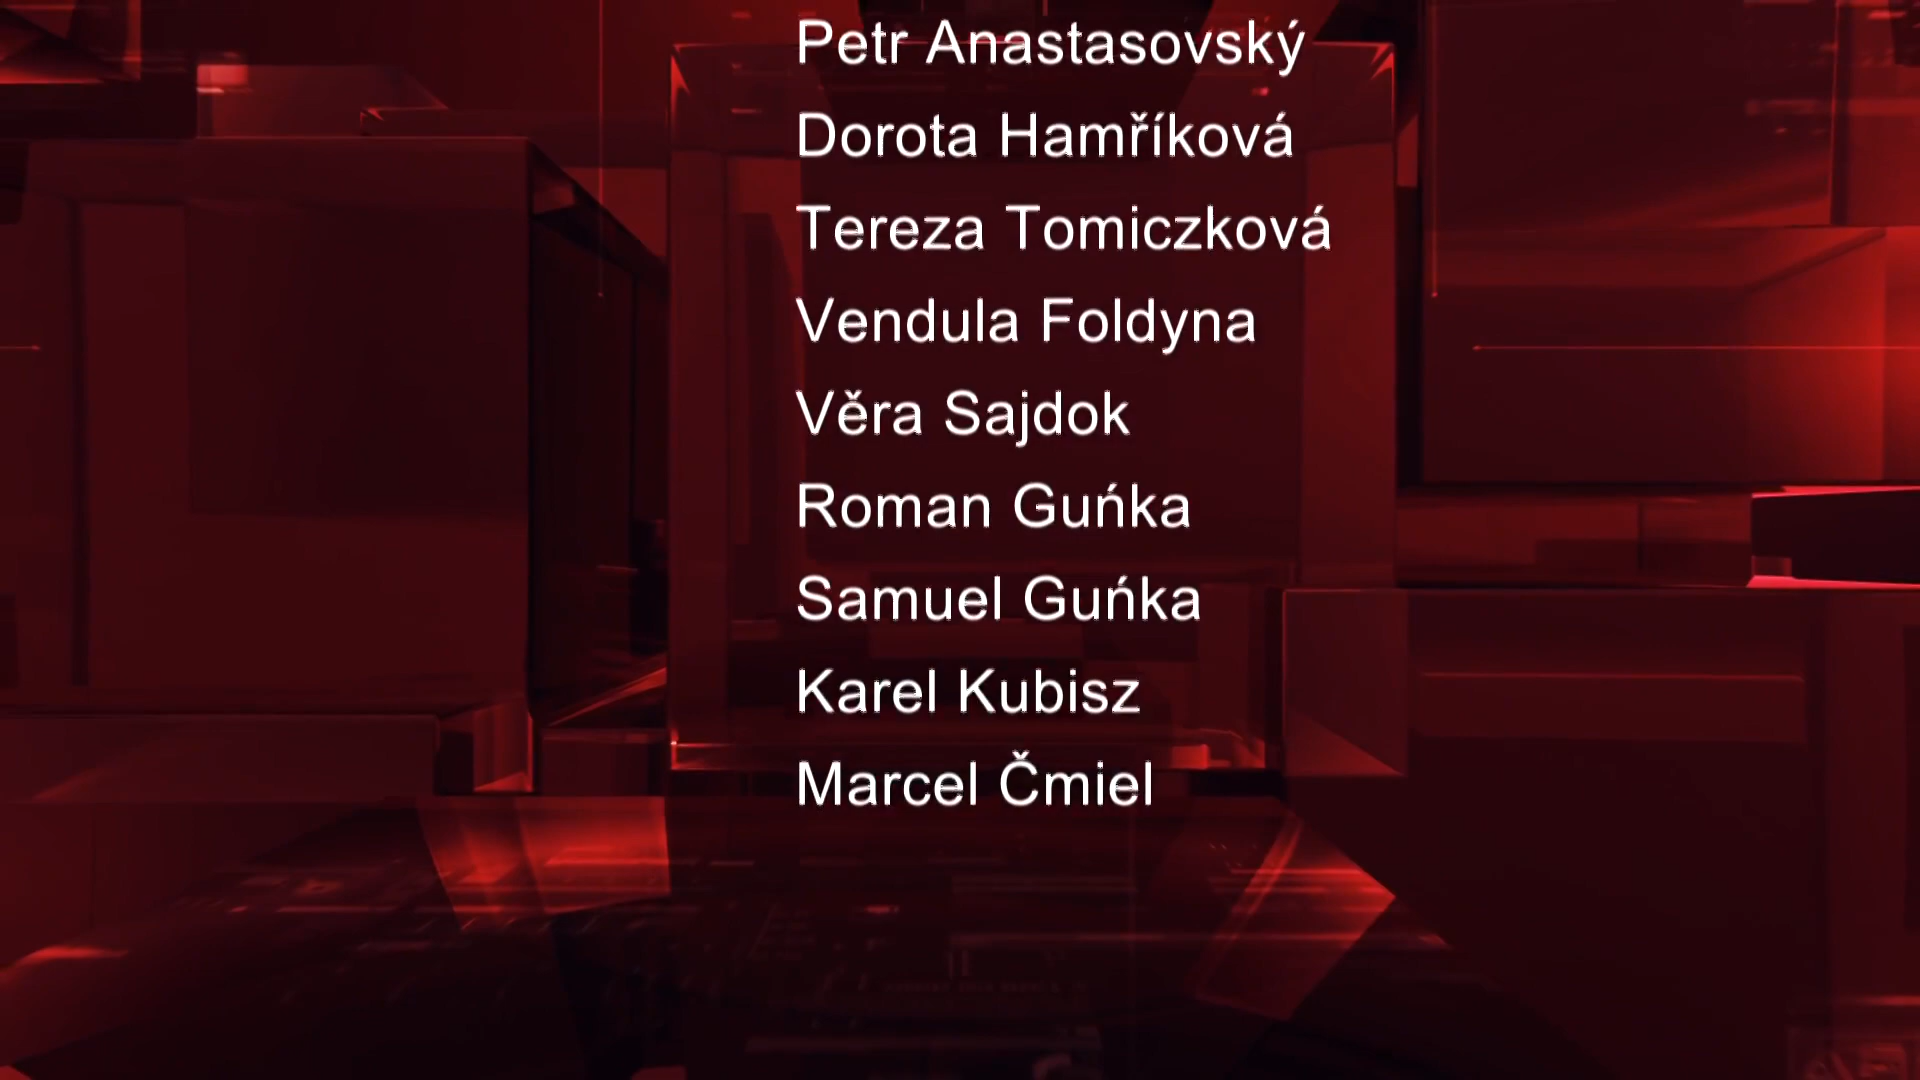 Petr Anastasovský
Dorota Hamříková
Tereza Tomiczková
Vendula Foldyna
Věra Sajdok
Roman Guńka
Samuel Guńka
Karel Kubisz
Marcel Čmiel